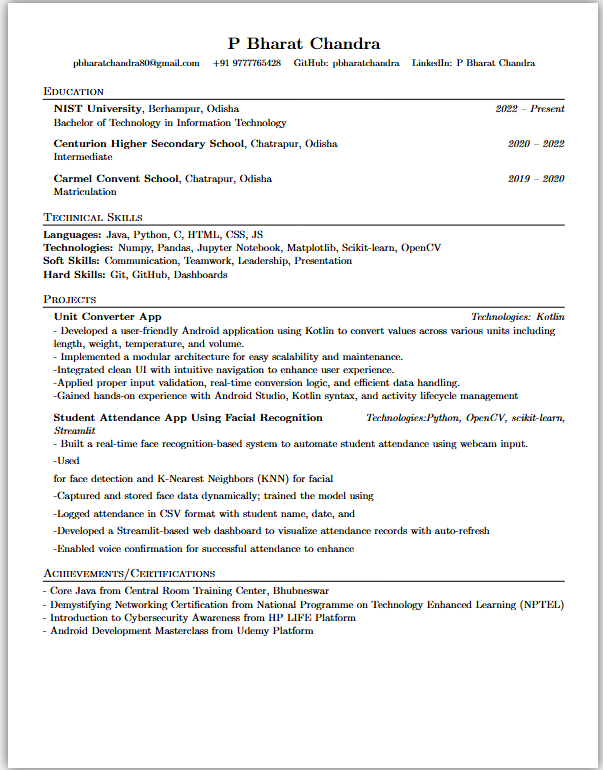 P Bharat Chandra
pbharatchandra80@gmail.com +91 9777765428 GitHub: pbharatchandra LinkedIn: P Bharat Chandra
Education
NIST University, Berhampur, Odisha 2022 – Present
Bachelor of Technology in Information Technology
Centurion Higher Secondary School, Chatrapur, Odisha 2020 – 2022
Intermediate
Carmel Convent School, Chatrapur, Odisha 2019 – 2020
Matriculation
Technical Skills
Languages: Java, Python, C, HTML, CSS, JS
Technologies: Numpy, Pandas, Jupyter Notebook, Matplotlib, Scikit-learn, OpenCV
Soft Skills: Communication, Teamwork, Leadership, Presentation
Hard Skills: Git, GitHub, Dashboards
Projects
Unit Converter App Technologies: Kotlin
- Developed a user-friendly Android application using Kotlin to convert values across various units including
length, weight, temperature, and volume.
- Implemented a modular architecture for easy scalability and maintenance.
-Integrated clean UI with intuitive navigation to enhance user experience.
-Applied proper input validation, real-time conversion logic, and efficient data handling.
-Gained hands-on experience with Android Studio, Kotlin syntax, and activity lifecycle management
Student Attendance App Using Facial Recognition Technologies:Python, OpenCV, scikit-learn,
Streamlit
- Built a real-time face recognition-based system to automate student attendance using webcam input.
-Used
for face detection and K-Nearest Neighbors (KNN) for facial
-Captured and stored face data dynamically; trained the model using
-Logged attendance in CSV format with student name, date, and
-Developed a Streamlit-based web dashboard to visualize attendance records with auto-refresh
-Enabled voice confirmation for successful attendance to enhance
Achievements/Certifications
- Core Java from Central Room Training Center, Bhubneswar
- Demystifying Networking Certification from National Programme on Technology Enhanced Learning (NPTEL)
- Introduction to Cybersecurity Awareness from HP LIFE Platform
- Android Development Masterclass from Udemy Platform